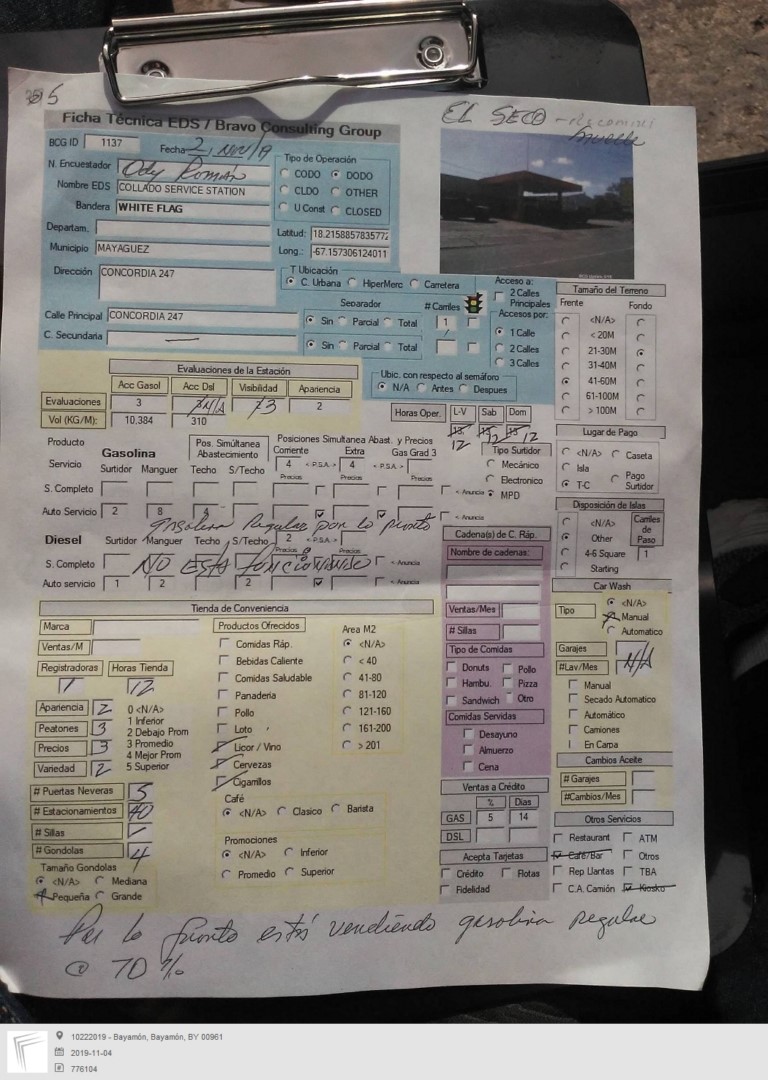 EL SECO
Ficha Técnica EDS / Bravo Consulting Group
BCG ID 1137
Fecha 2, Nov/19
N. Encuestador Ody Román
Nombre EDS COLLADO SERVICE STATION
Bandera WHITE FLAG
Tipo de Operación
CODO DODO
CLDO OTHER
U Const CLOSED
Departam.
Municipio MAYAGUEZ
Latitud: 18.2158857835772
Long.: -67.157306124011
Dirección CONCORDIA 247
T Ubicación
C. Urbana HiperMerc Carretera
Calle Principal CONCORDIA 247
C. Secundaria
Separador # Carriles
Sin Parcial Total 1
Sin Parcial Total
Acceso a:
2 Calles Principales
Accesos por:
1 Calle
2 Calles
3 Calles
Ubic. con respecto al semáforo
N/A Antes Despues
Tamaño del Terreno
Frente Fondo
<N/A>
< 20M
21-30M
31-40M
41-60M
61-100M
> 100M
Evaluaciones de la Estación
Acc Gasol Acc Dsl Visibilidad Apariencia
Evaluaciones 3 N/A 3 2
Vol (KG/M): 10,384 310
Horas Oper. L-V Sab Dom
12 12 12
Lugar de Pago
<N/A> Caseta
Isla
T-C Pago Surtidor
Producto
Servicio
Gasolina
Surtidor Manguer
Pos. Simúltanea Abastecimiento
Techo S/Techo
Posiciones Simultanea Abast. y Precios
Corriente Extra Gas Grad 3
4 < P.S.A > 4 < P.S.A >
Precios Precios Precios
S. Completo < Anuncia
Auto Servicio 2 8 4 < Anuncia
Tipo Surtidor
Mecánico
Electronico
MPD
Gasolina Regular por lo pronto
Diesel Surtidor Manguer Techo S/Techo 2 < P.S.A >
Precios
S. Completo < Anuncia
NO ESTÁ FUNCIONANDO
Auto servicio 1 2 2
Disposición de Islas
<N/A>
Other
4-6 Square
Starting
Carriles de Paso
1
Cadena(s) de C. Ráp.
Nombre de cadenas:
Ventas/Mes
# Sillas
Tipo de Comidas
Donuts Pollo
Hambu. Pizza
Sandwich Otro
Comidas Servidas
Desayuno
Almuerzo
Cena
Car Wash
Tipo <N/A>
Manual
Automatico
Garajes
#Lav/Mes N/A
Manual
Secado Automatico
Automático
Camiones
En Carpa
Cambios Aceite
# Garajes
#Cambios/Mes
Tienda de Conveniencia
Marca
Ventas/M
Registradoras Horas Tienda
1 12
Apariencia 2
Peatones 3
Precios 3
Variedad 2
0 <N/A>
1 Inferior
2 Debajo Prom
3 Promedio
4 Mejor Prom
5 Superior
# Puertas Neveras 5
# Estacionamientos
# Sillas
# Gondolas 4
Tamaño Gondolas
<N/A> Mediana
Pequeña Grande
Productos Ofrecidos
Comidas Ráp.
Bebidas Caliente
Comidas Saludable
Panaderia
Pollo
Loto
Licor / Vino
Cervezas
Cigarrillos
Area M2
<N/A>
< 40
41-80
81-120
121-160
161-200
> 201
Café
<N/A> Clasico Barista
Promociones
<N/A> Inferior
Promedio Superior
Ventas a Crédito
% Dias
GAS 5 14
DSL
Acepta Tarjetas
Crédito Flotas
Fidelidad
Otros Servicios
Restaurant ATM
Café/Bar Otros
Rep Llantas TBA
C.A. Camión Kiosko
Por lo pronto está vendiendo gasolina regular
@ 70 %
10222019 - Bayamón, Bayamón, BY 00961
2019-11-04
776104